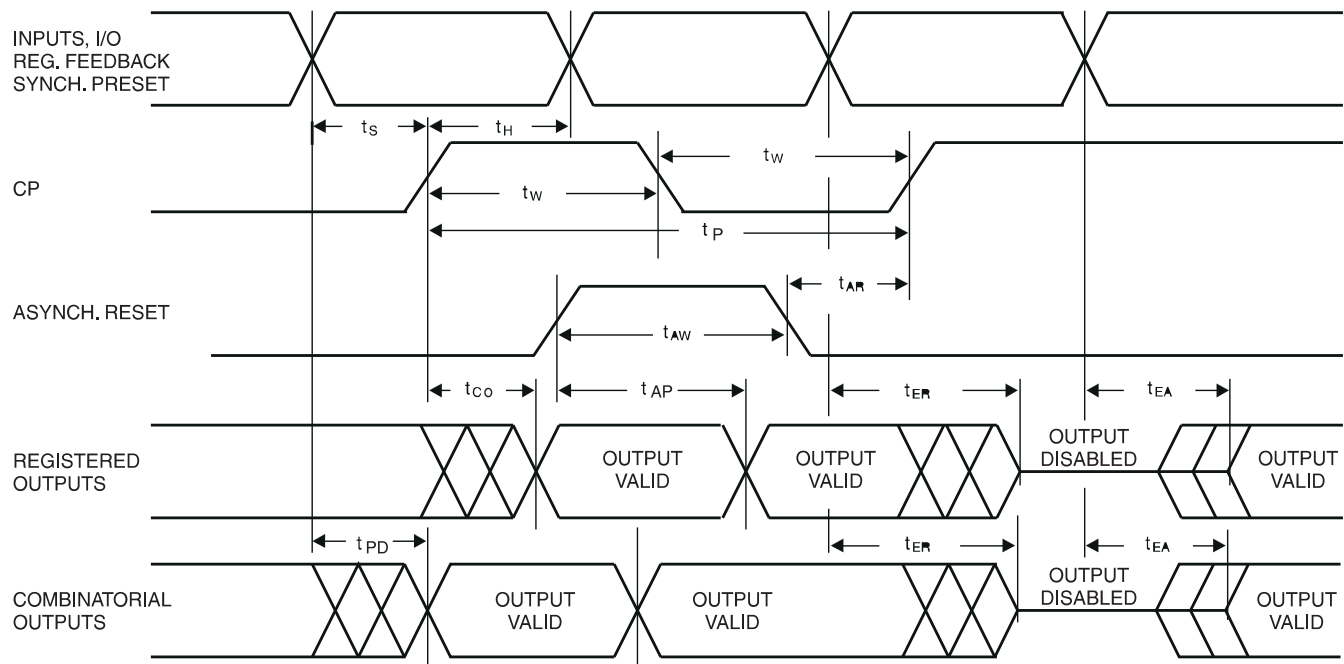 INPUTS, I/O
REG. FEEDBACK
SYNCH. PRESET
tS
tH
tW
CP
tW
tP
tAR
ASYNCH. RESET
tAW
tCO
tAP
tER
tEA
REGISTERED
OUTPUTS
OUTPUT
VALID
OUTPUT
VALID
OUTPUT
DISABLED
OUTPUT
VALID
tPD
tER
tEA
COMBINATORIAL
OUTPUTS
OUTPUT
VALID
OUTPUT
VALID
OUTPUT
DISABLED
OUTPUT
VALID